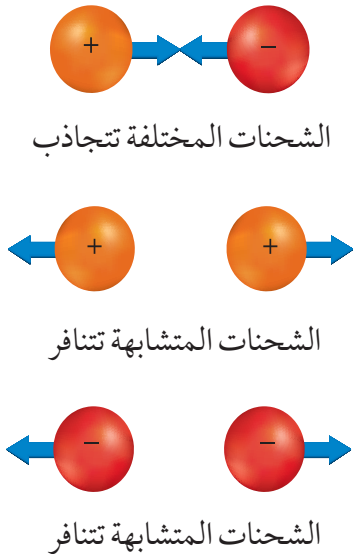 + −
الشحنات المختلفة تتجاذب
+ +
الشحنات المتشابهة تتنافر
− −
الشحنات المتشابهة تتنافر